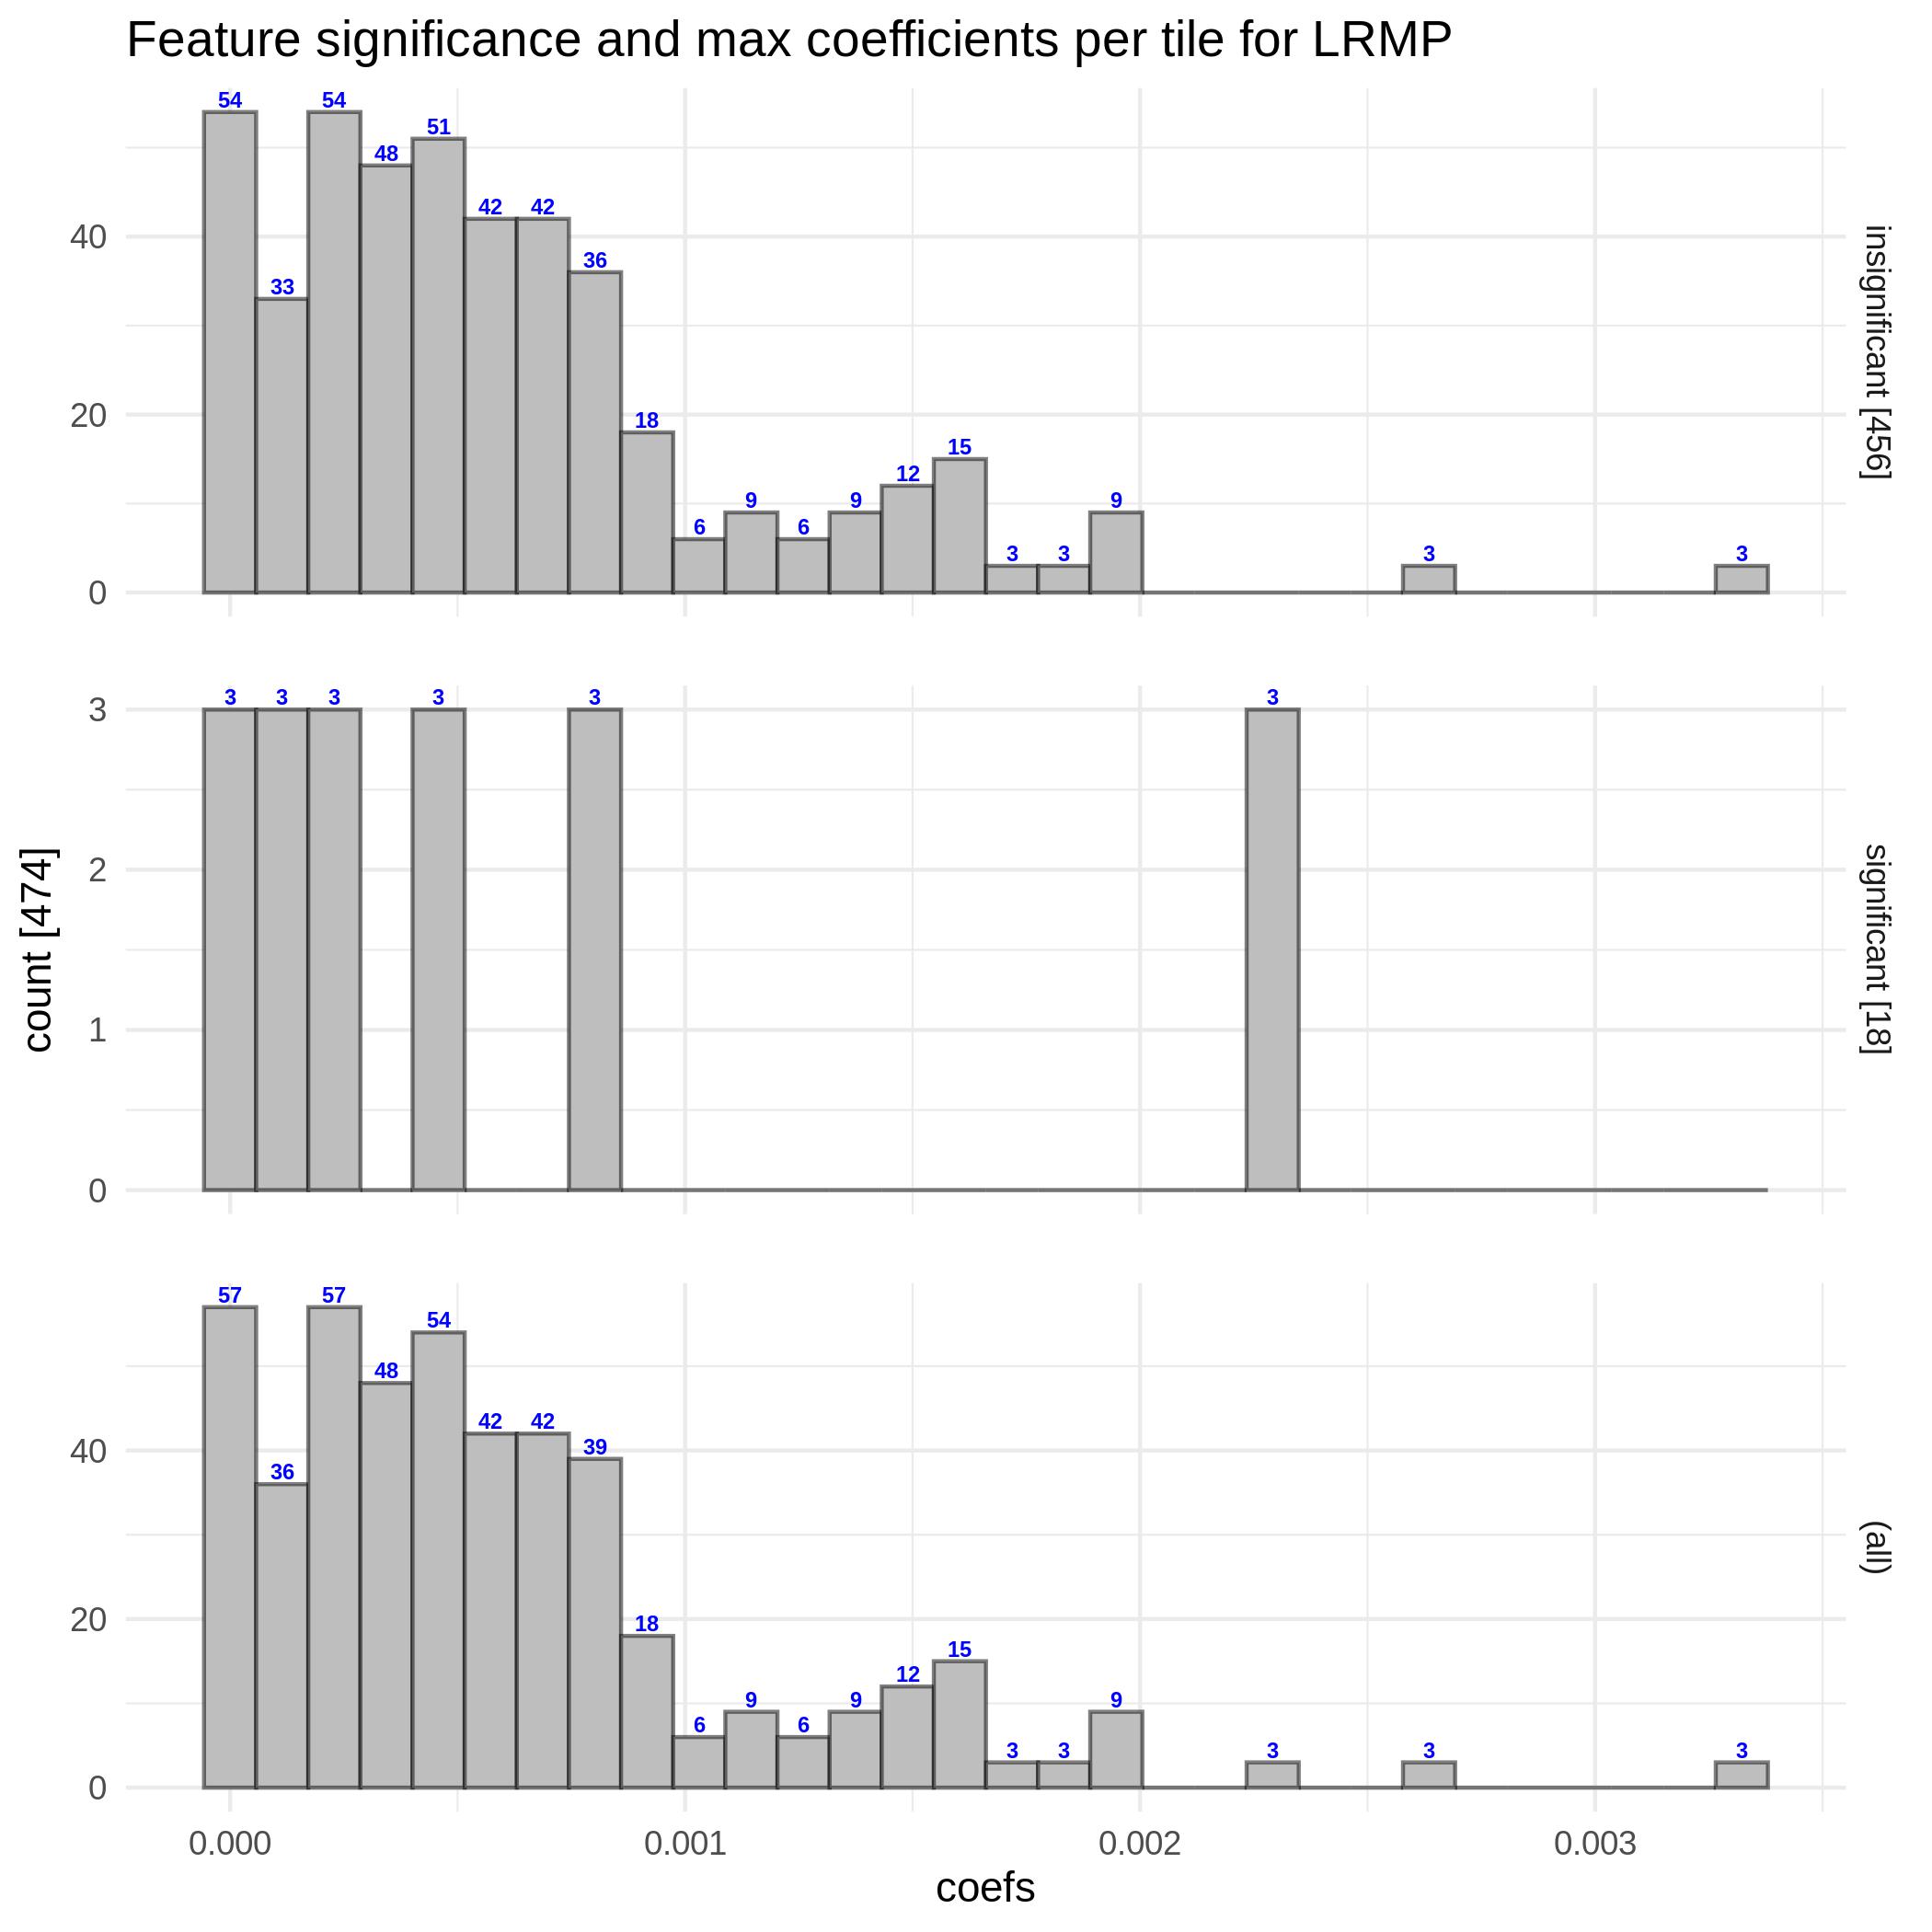 Feature significance and max coefficients per tile for LRMP
54 54 48 51 42 42 36 33 18 6 9 6 9 12 15 3 3 9 3 3
40
20
0
insignificant [456]
3 3 3 3 3 3
3
2
1
0
significant [18]
count [474]
57 57 54 48 42 42 39 36 18 6 9 6 9 12 15 3 3 9 3 3 3
40
20
0
(all)
0.000 0.001 0.002 0.003
coefs